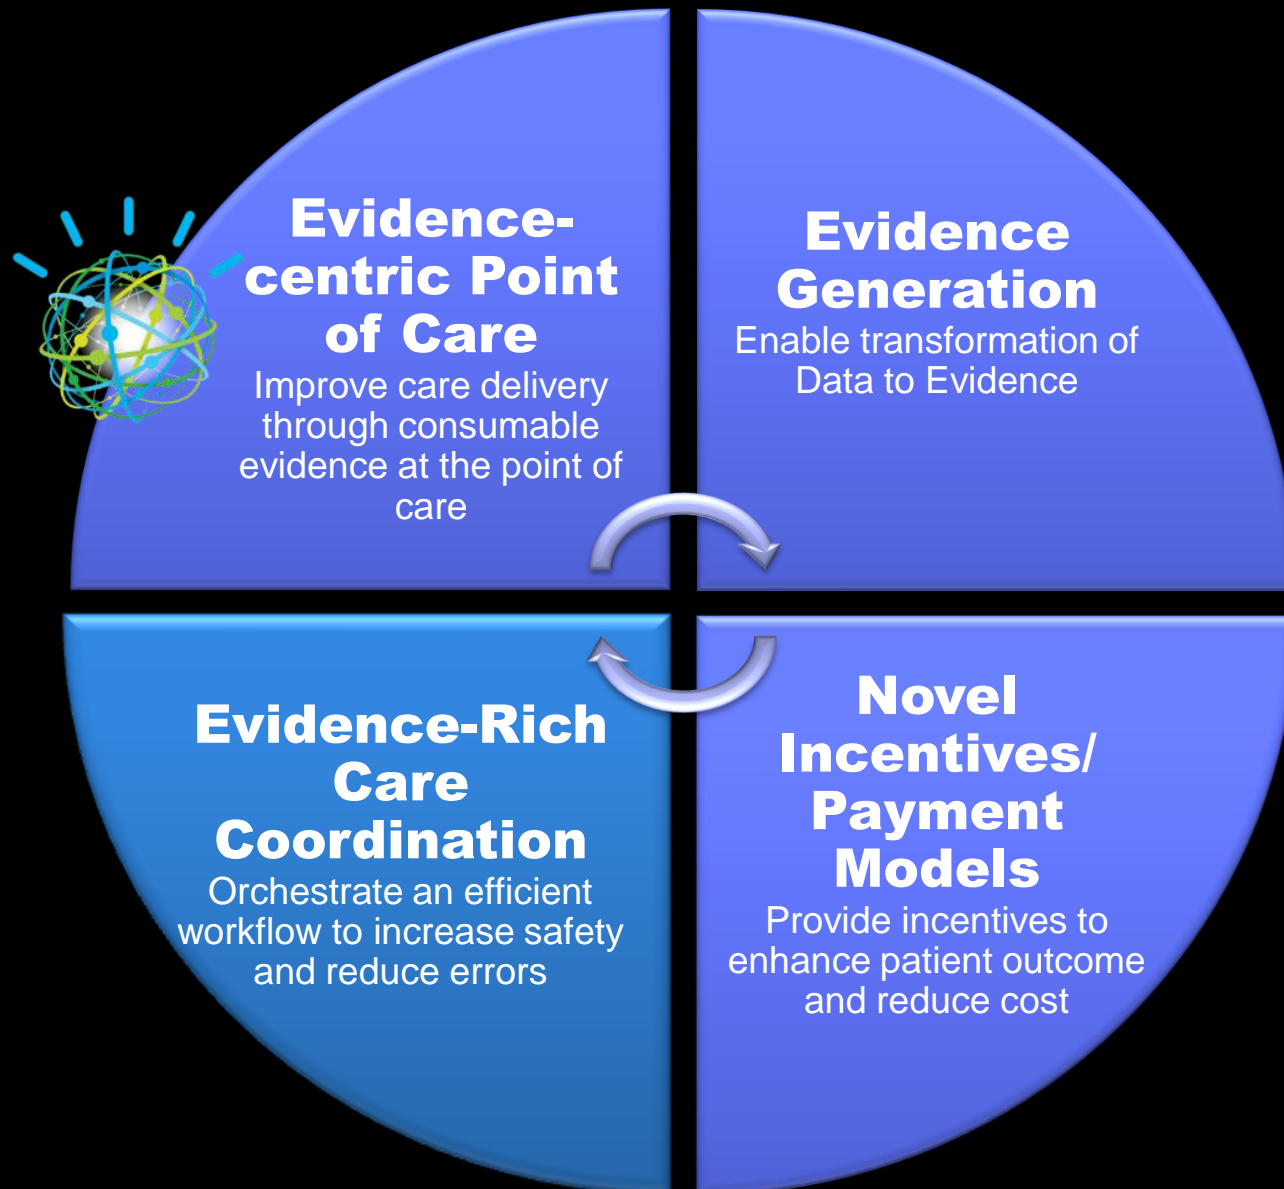 Evidence-
centric Point
of Care
Improve care delivery
through consumable
evidence at the point of
care
Evidence
Generation
Enable transformation of
Data to Evidence
Evidence-Rich
Care
Coordination
Orchestrate an efficient
workflow to increase safety
and reduce errors
Novel
Incentives/
Payment
Models
Provide incentives to
enhance patient outcome
and reduce cost